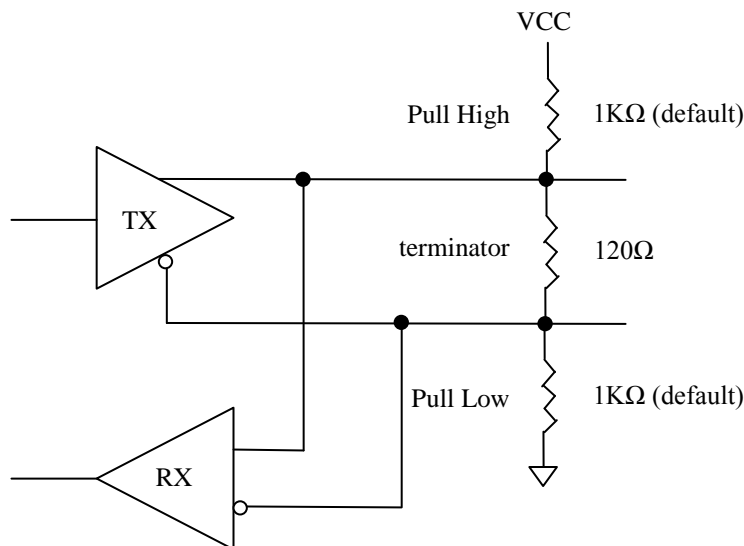 VCC
Pull High 1KΩ (default)
TX
terminator 120Ω
Pull Low 1KΩ (default)
RX